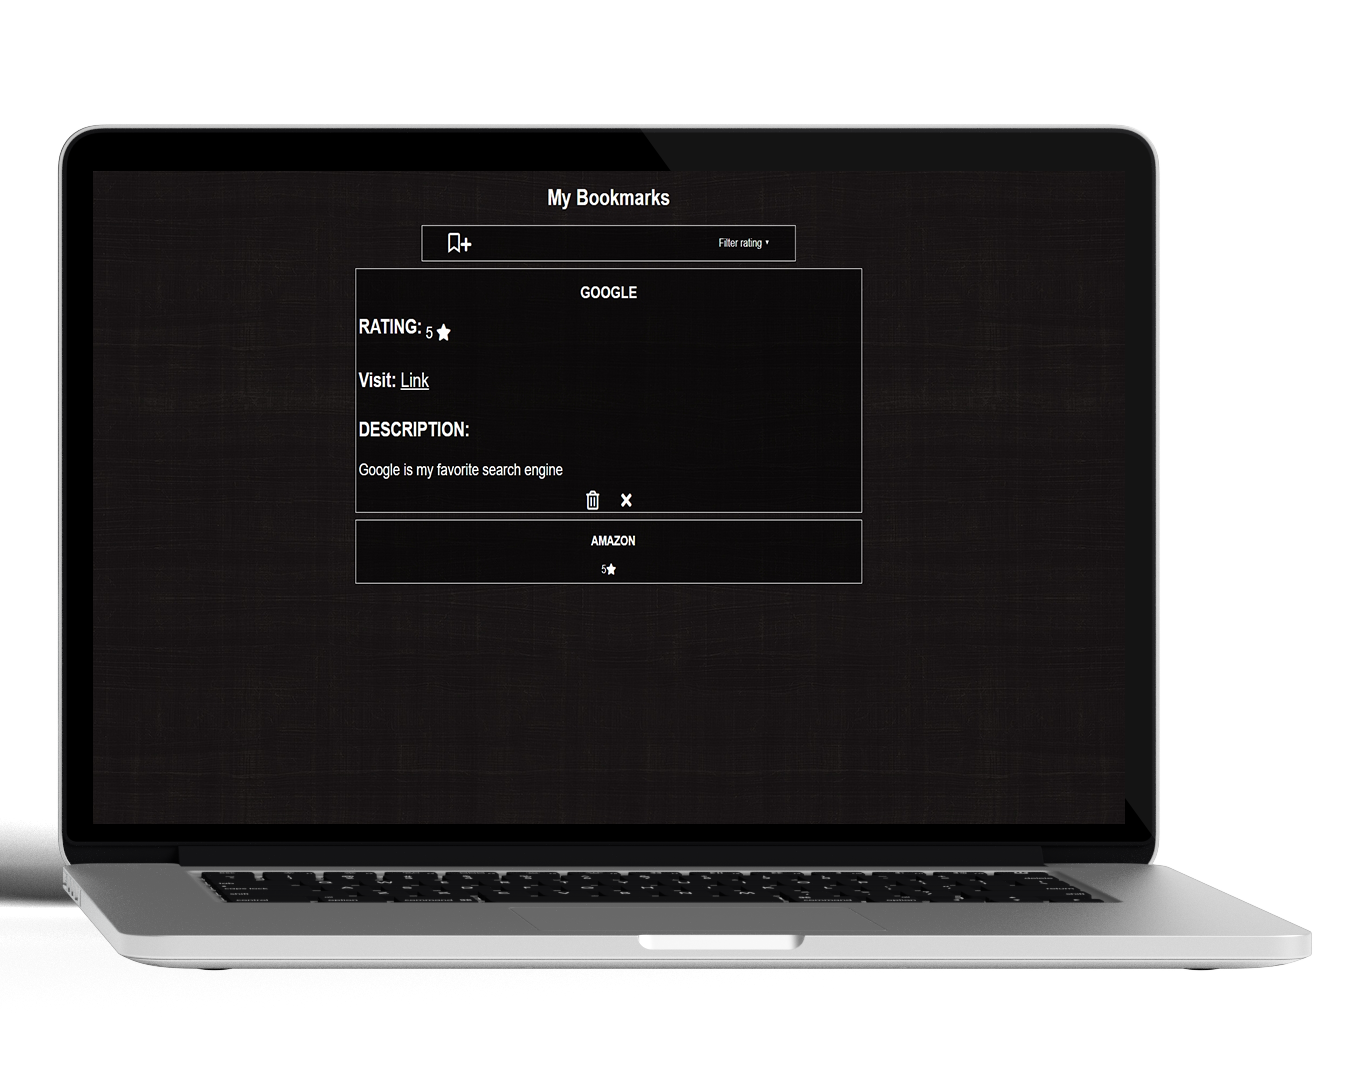 My Bookmarks
Filter rating ▾
GOOGLE
RATING: 5
Visit: Link
DESCRIPTION:
Google is my favorite search engine
AMAZON
5